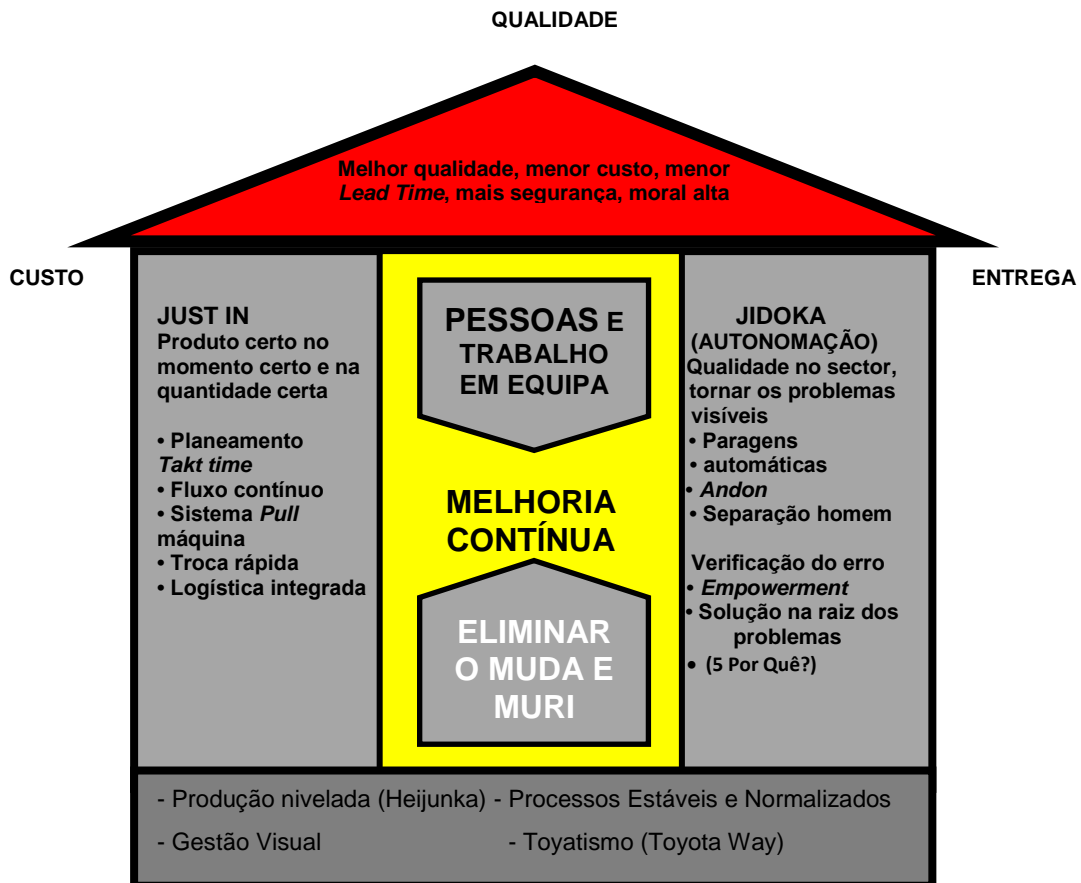 QUALIDADE
Melhor qualidade, menor custo, menor
Lead Time, mais segurança, moral alta
CUSTO
ENTREGA
JUST IN
Produto certo no
momento certo e na
quantidade certa
• Planeamento
Takt time
• Fluxo contínuo
• Sistema Pull
máquina
• Troca rápida
• Logística integrada
PESSOAS E
TRABALHO
EM EQUIPA
MELHORIA
CONTÍNUA
ELIMINAR
O MUDA E
MURI
JIDOKA
(AUTONOMAÇÃO)
Qualidade no sector,
tornar os problemas
visíveis
• Paragens
• automáticas
• Andon
• Separação homem
Verificação do erro
• Empowerment
• Solução na raiz dos
problemas
• (5 Por Quê?)
- Produção nivelada (Heijunka) - Processos Estáveis e Normalizados
- Gestão Visual - Toyatismo (Toyota Way)